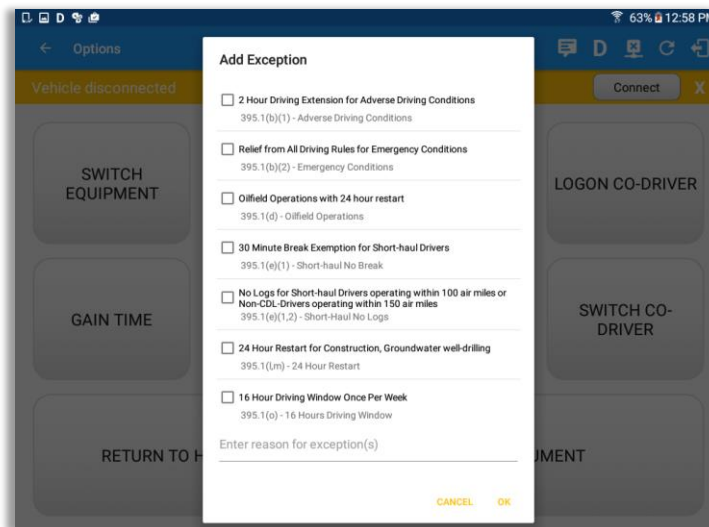 63% 12:58 PM
Options
D
Vehicle disconnected
Connect
X
Add Exception
2 Hour Driving Extension for Adverse Driving Conditions
395.1(b)(1) - Adverse Driving Conditions
Relief from All Driving Rules for Emergency Conditions
395.1(b)(2) - Emergency Conditions
Oilfield Operations with 24 hour restart
395.1(d) - Oilfield Operations
30 Minute Break Exemption for Short-haul Drivers
395.1(e)(1) - Short-haul No Break
No Logs for Short-haul Drivers operating within 100 air miles or
Non-CDL-Drivers operating within 150 air miles
395.1(e)(1,2) - Short-Haul No Logs
24 Hour Restart for Construction, Groundwater well-drilling
395.1(l,m) - 24 Hour Restart
16 Hour Driving Window Once Per Week
395.1(o) - 16 Hours Driving Window
Enter reason for exception(s)
CANCEL OK
SWITCH
EQUIPMENT
LOGON CO-DRIVER
GAIN TIME
SWITCH CO-
DRIVER
RETURN TO